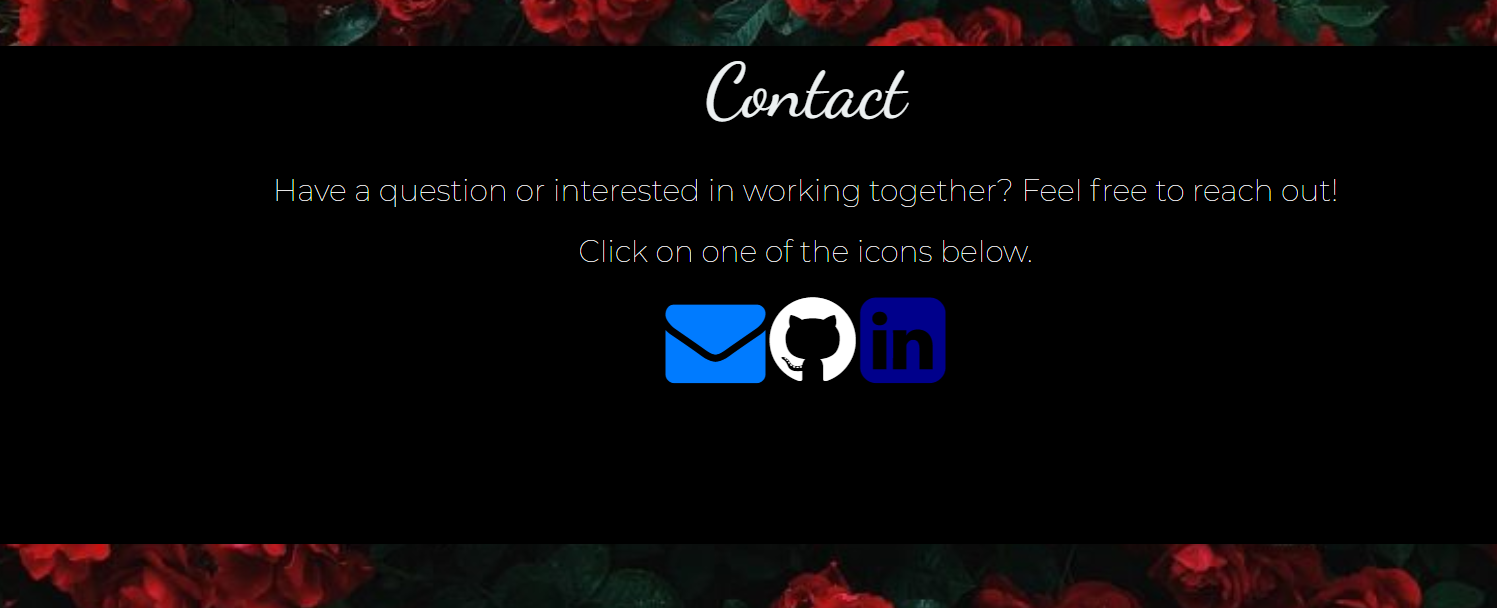 Contact
Have a question or interested in working together? Feel free to reach out!
Click on one of the icons below.
in